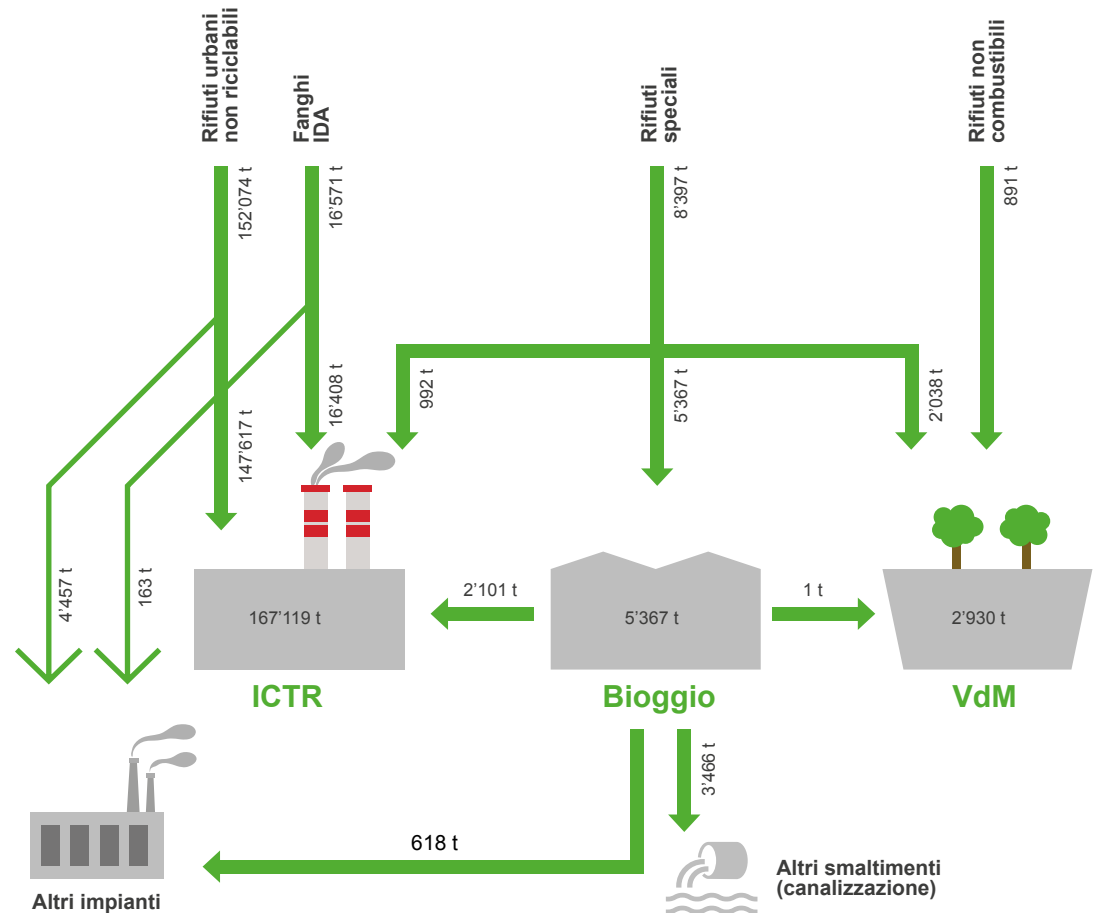 Rifiuti urbani
non riciclabili
Fanghi
IDA
Rifiuti
speciali
Rifiuti non
combustibili
152'074 t
16'571 t
8'397 t
891 t
147'617 t
16'408 t
992 t
5'367 t
2'038 t
4'457 t
163 t
167'119 t
2'101 t
5'367 t
1 t
2'930 t
ICTR
Bioggio
VdM
3'466 t
618 t
Altri impianti
Altri smaltimenti
(canalizzazione)